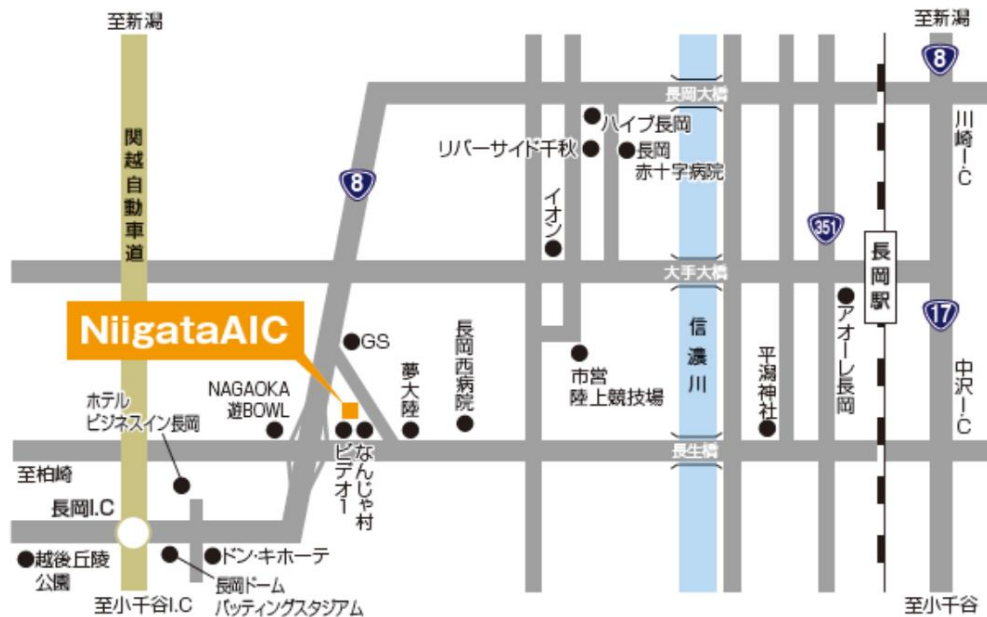 至新潟
至新潟
8
長岡大橋
ハイブ長岡
リバーサイド千秋
長岡
赤十字病院
川崎I.C
関越自動車道
8
イオン
351
長岡駅
大手大橋
NiigataAIC
GS
信濃川
アオーレ長岡
17
長岡西病院
夢大陸
平潟神社
市営
陸上競技場
中沢I.C
NAGAOKA
遊BOWL
ホテル
ビジネスイン長岡
ビデオ1
なんじゃ村
長生橋
至柏崎
長岡I.C
越後丘陵
公園
ドン・キホーテ
長岡ドーム
バッティングスタジアム
至小千谷I.C
至小千谷